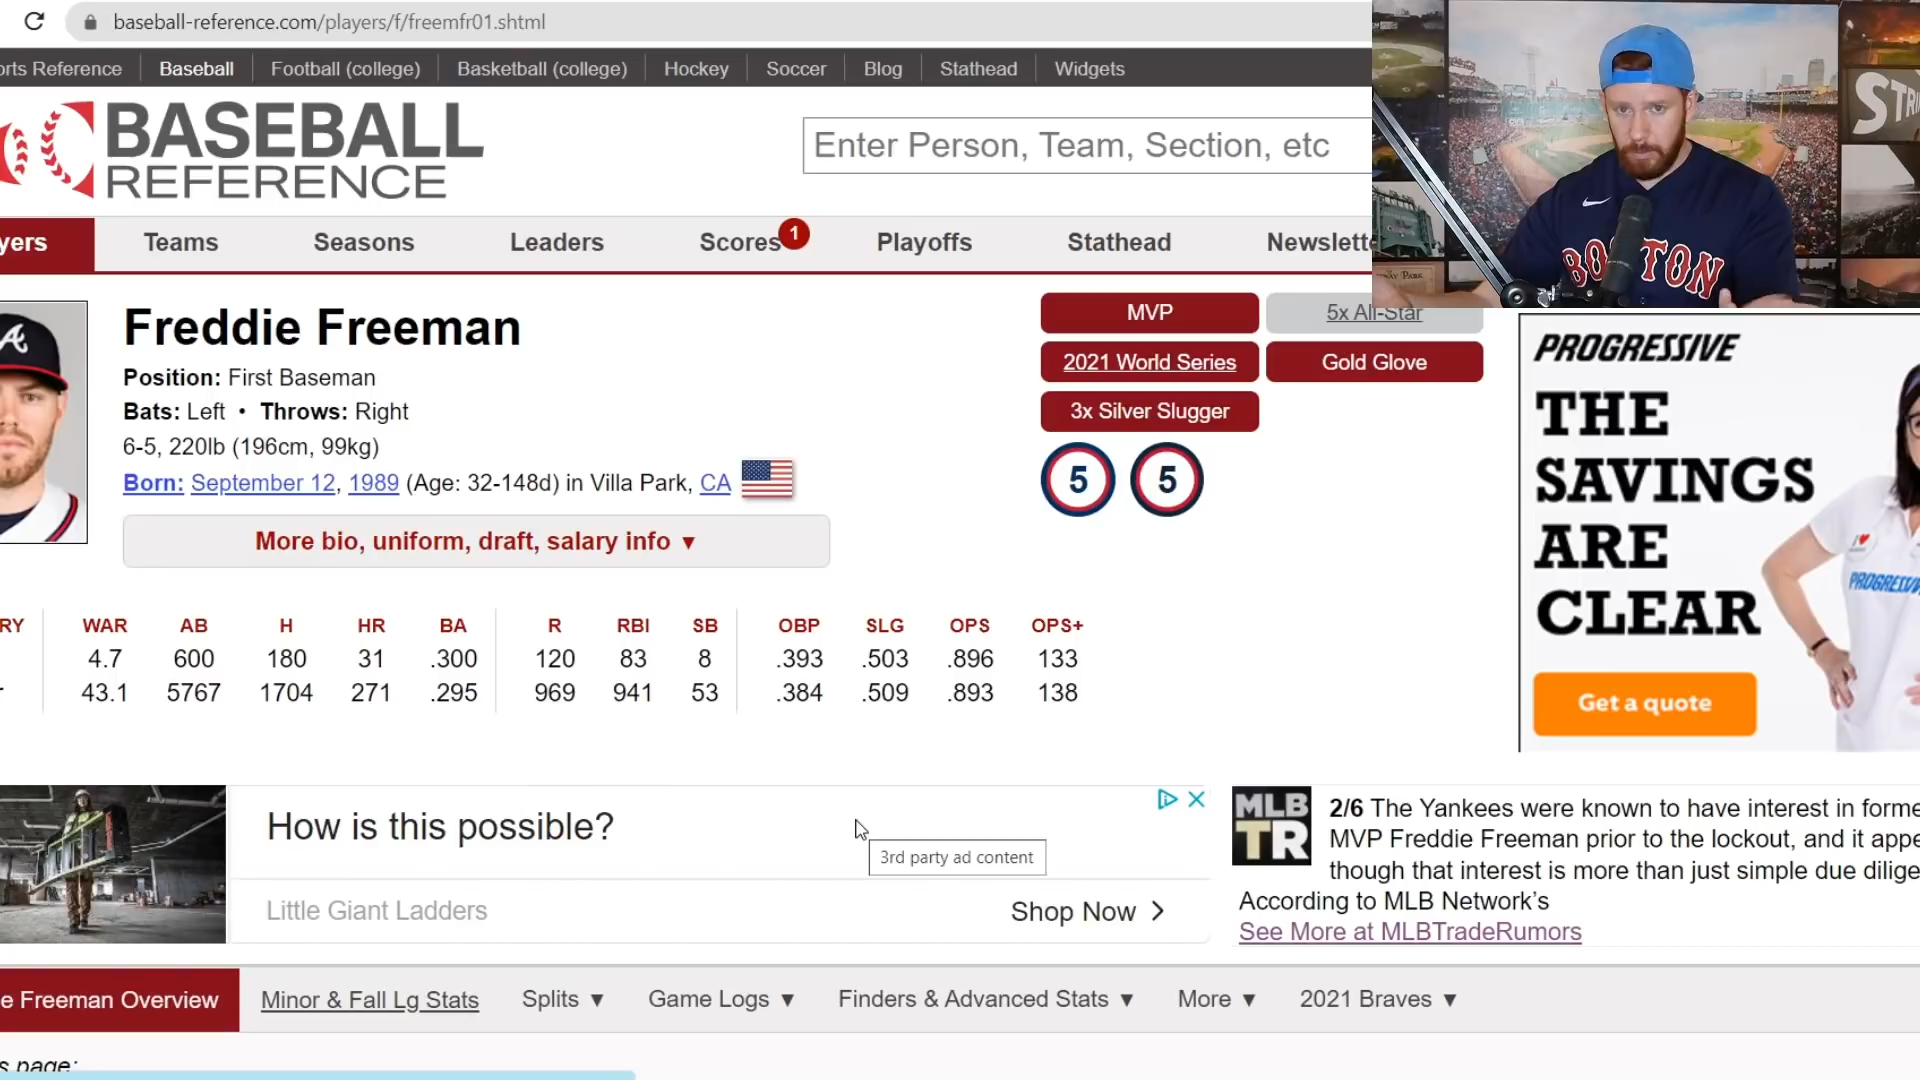 baseball-reference.com/players/f/freemfr01.shtml
orts Reference Baseball Football (college) Basketball (college) Hockey Soccer Blog Stathead Widgets
BASEBALL
REFERENCE
Enter Person, Team, Section, etc
yers Teams Seasons Leaders Scores 1 Playoffs Stathead Newslette
Freddie Freeman
Position: First Baseman
Bats: Left • Throws: Right
6-5, 220lb (196cm, 99kg)
Born: September 12, 1989 (Age: 32-148d) in Villa Park, CA
More bio, uniform, draft, salary info ▼
MVP 5x All-Star
2021 World Series Gold Glove
3x Silver Slugger
5 5
RY WAR AB H HR BA R RBI SB OBP SLG OPS OPS+
4.7 600 180 31 .300 120 83 8 .393 .503 .896 133
43.1 5767 1704 271 .295 969 941 53 .384 .509 .893 138
BOSTON
STRI
PARK
PROGRESSIVE
THE
SAVINGS
ARE
CLEAR
I ♥
PROGRESSIVE
Get a quote
How is this possible?
3rd party ad content
Little Giant Ladders
Shop Now
MLB
TR
2/6 The Yankees were known to have interest in forme
MVP Freddie Freeman prior to the lockout, and it appe
though that interest is more than just simple due dilige
According to MLB Network's
See More at MLBTradeRumors
e Freeman Overview Minor & Fall Lg Stats Splits ▼ Game Logs ▼ Finders & Advanced Stats ▼ More ▼ 2021 Braves ▼
s page: